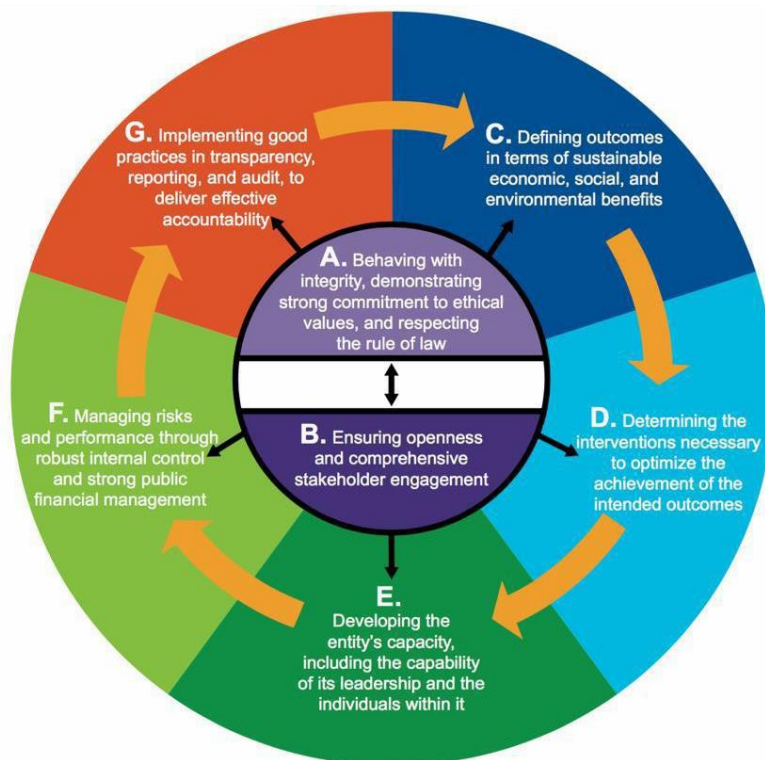 A. Behaving with
integrity, demonstrating
strong commitment to ethical
values, and respecting
the rule of law
B. Ensuring openness
and comprehensive
stakeholder engagement
C. Defining outcomes
in terms of sustainable
economic, social, and
environmental benefits
D. Determining the
interventions necessary
to optimize the
achievement of the
intended outcomes
E.
Developing the
entity's capacity,
including the capability
of its leadership and the
individuals within it
F. Managing risks
and performance through
robust internal control
and strong public
financial management
G. Implementing good
practices in transparency,
reporting, and audit, to
deliver effective
accountability